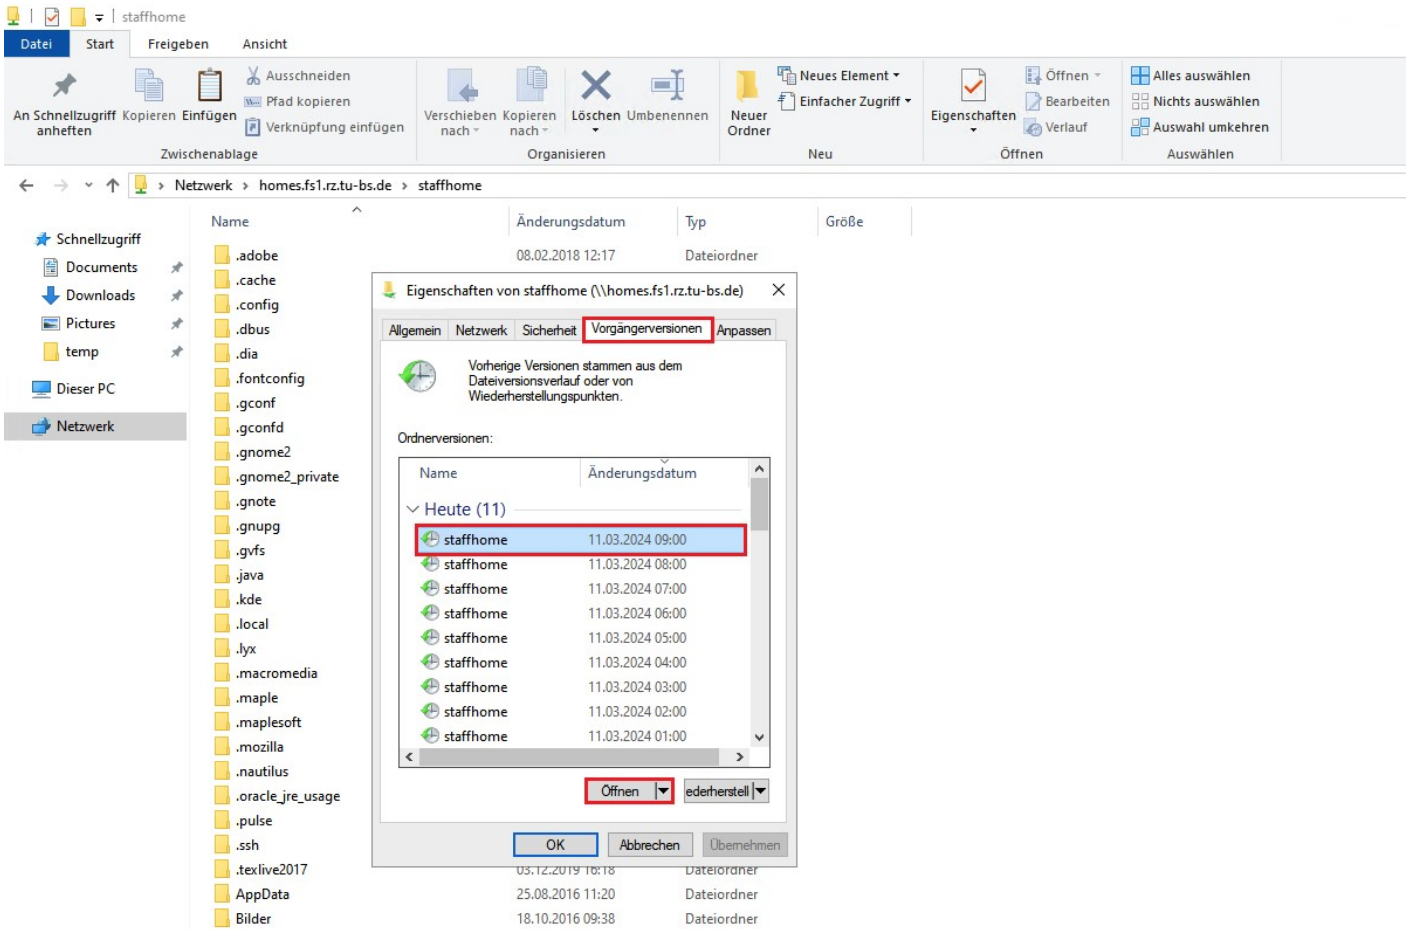 staffhome
Datei Start Freigeben Ansicht
An Schnellzugriff anheften
Kopieren
Einfügen
Ausschneiden
Pfad kopieren
Verknüpfung einfügen
Zwischenablage
Verschieben nach
Kopieren nach
Löschen
Umbenennen
Organisieren
Neuer Ordner
Neues Element
Einfacher Zugriff
Neu
Eigenschaften
Öffnen
Bearbeiten
Verlauf
Öffnen
Alles auswählen
Nichts auswählen
Auswahl umkehren
Auswählen
Netzwerk > homes.fs1.rz.tu-bs.de > staffhome
Schnellzugriff
Documents
Downloads
Pictures
temp
Dieser PC
Netzwerk
Name Änderungsdatum Typ Größe
.adobe 08.02.2018 12:17 Dateiordner
.cache
.config
.dbus
.dia
.fontconfig
.gconf
.gconfd
.gnome2
.gnome2_private
.gnote
.gnupg
.gvfs
.java
.kde
.local
.lyx
.macromedia
.maple
.maplesoft
.mozilla
.nautilus
.oracle_jre_usage
.pulse
.ssh
.texlive2017 03.12.2019 16:18 Dateiordner
AppData 25.08.2016 11:20 Dateiordner
Bilder 18.10.2016 09:38 Dateiordner
Eigenschaften von staffhome (\\homes.fs1.rz.tu-bs.de)
Allgemein Netzwerk Sicherheit Vorgängerversionen Anpassen
Vorherige Versionen stammen aus dem
Dateiversionsverlauf oder von
Wiederherstellungspunkten.
Ordnerversionen:
Name Änderungsdatum
Heute (11)
staffhome 11.03.2024 09:00
staffhome 11.03.2024 08:00
staffhome 11.03.2024 07:00
staffhome 11.03.2024 06:00
staffhome 11.03.2024 05:00
staffhome 11.03.2024 04:00
staffhome 11.03.2024 03:00
staffhome 11.03.2024 02:00
staffhome 11.03.2024 01:00
Öffnen ederherstell
OK Abbrechen Übernehmen